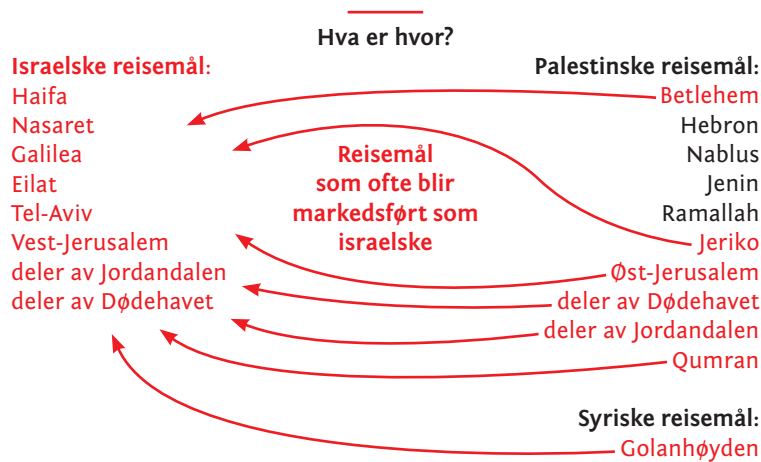 Hva er hvor?
Israelske reisemål:
Haifa
Nasaret
Galilea
Eilat
Tel-Aviv
Vest-Jerusalem
deler av Jordandalen
deler av Dødehavet
Reisemål
som ofte blir
markedsført som
israelske
Palestinske reisemål:
Betlehem
Hebron
Nablus
Jenin
Ramallah
Jeriko
Øst-Jerusalem
deler av Dødehavet
deler av Jordandalen
Qumran
Syriske reisemål:
Golanhøyden